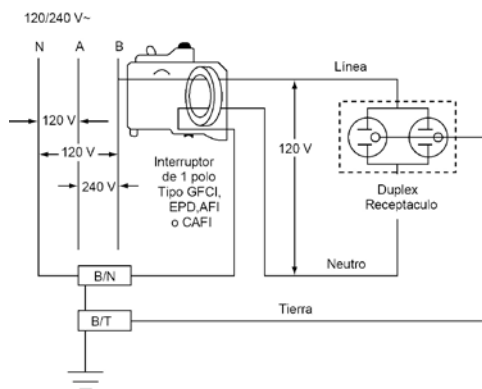 120/240 V~
N A B
Línea
120 V
120 V
240 V
Interruptor
de 1 polo
Tipo GFCI,
EPD,AFI
o CAFI
120 V
Duplex
Receptaculo
B/N
Neutro
B/T
Tierra